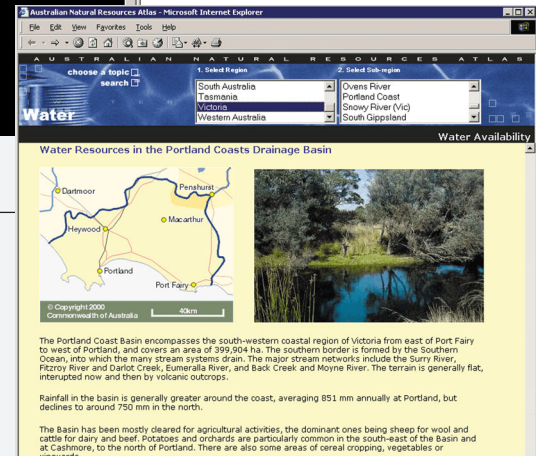 Australian Natural Resources Atlas - Microsoft Internet Explorer
File Edit View Favorites Tools Help
AUSTRALIAN NATURAL RESOURCES ATLAS
choose a topic
search
1. Select Region
2. Select Sub-region
South Australia
Tasmania
Victoria
Western Australia
Ovens River
Portland Coast
Snowy River (Vic)
South Gippsland
Water
Water Availability
Water Resources in the Portland Coasts Drainage Basin
Dartmoor
Penshurst
Macarthur
Heywood
Portland
Port Fairy
© Copyright 2000
Commonwealth of Australia
40km
The Portland Coast Basin encompasses the south-western coastal region of Victoria from east of Port Fairy
to west of Portland, and covers an area of 399,904 ha. The southern border is formed by the Southern
Ocean, into which the many stream systems drain. The major stream networks include the Surry River,
Fitzroy River and Darlot Creek, Eumeralla River, and Back Creek and Moyne River. The terrain is generally flat,
interupted now and then by volcanic outcrops.
Rainfall in the basin is generally greater around the coast, averaging 851 mm annually at Portland, but
declines to around 750 mm in the north.
The Basin has been mostly cleared for agricultural activities, the dominant ones being sheep for wool and
cattle for dairy and beef. Potatoes and orchards are particularly common in the south-east of the Basin and
at Cashmore, to the north of Portland. There are also some areas of cereal cropping, vegetables or